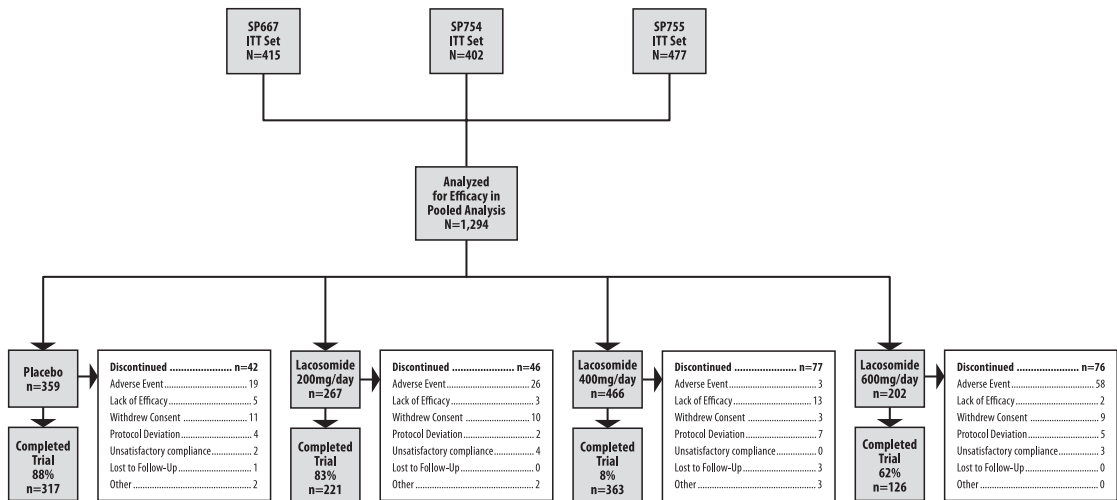 SP667
ITT Set
N=415
SP754
ITT Set
N=402
SP755
ITT Set
N=477
Analyzed
for Efficacy in
Pooled Analysis
N=1,294
Placebo
n=359
Discontinued .................... n=42
Adverse Event ........................ 19
Lack of Efficacy ........................ 5
Withdrew Consent ................. 11
Protocol Deviation .................. 4
Unsatisfactory compliance ....... 2
Lost to Follow-Up .................... 1
Other ..................................... 2
Completed
Trial
88%
n=317
Lacosomide
200mg/day
n=267
Discontinued .................... n=46
Adverse Event ........................ 26
Lack of Efficacy ........................ 3
Withdrew Consent ................. 10
Protocol Deviation .................. 2
Unsatisfactory compliance ....... 4
Lost to Follow-Up .................... 0
Other ..................................... 2
Completed
Trial
83%
n=221
Lacosomide
400mg/day
n=466
Discontinued .................... n=77
Adverse Event ........................ 3
Lack of Efficacy ........................ 13
Withdrew Consent ................. 3
Protocol Deviation .................. 7
Unsatisfactory compliance ....... 0
Lost to Follow-Up .................... 3
Other ..................................... 3
Completed
Trial
8%
n=363
Lacosomide
600mg/day
n=202
Discontinued .................... n=76
Adverse Event ........................ 58
Lack of Efficacy ........................ 2
Withdrew Consent ................. 9
Protocol Deviation .................. 5
Unsatisfactory compliance ....... 3
Lost to Follow-Up .................... 0
Other ..................................... 0
Completed
Trial
62%
n=126